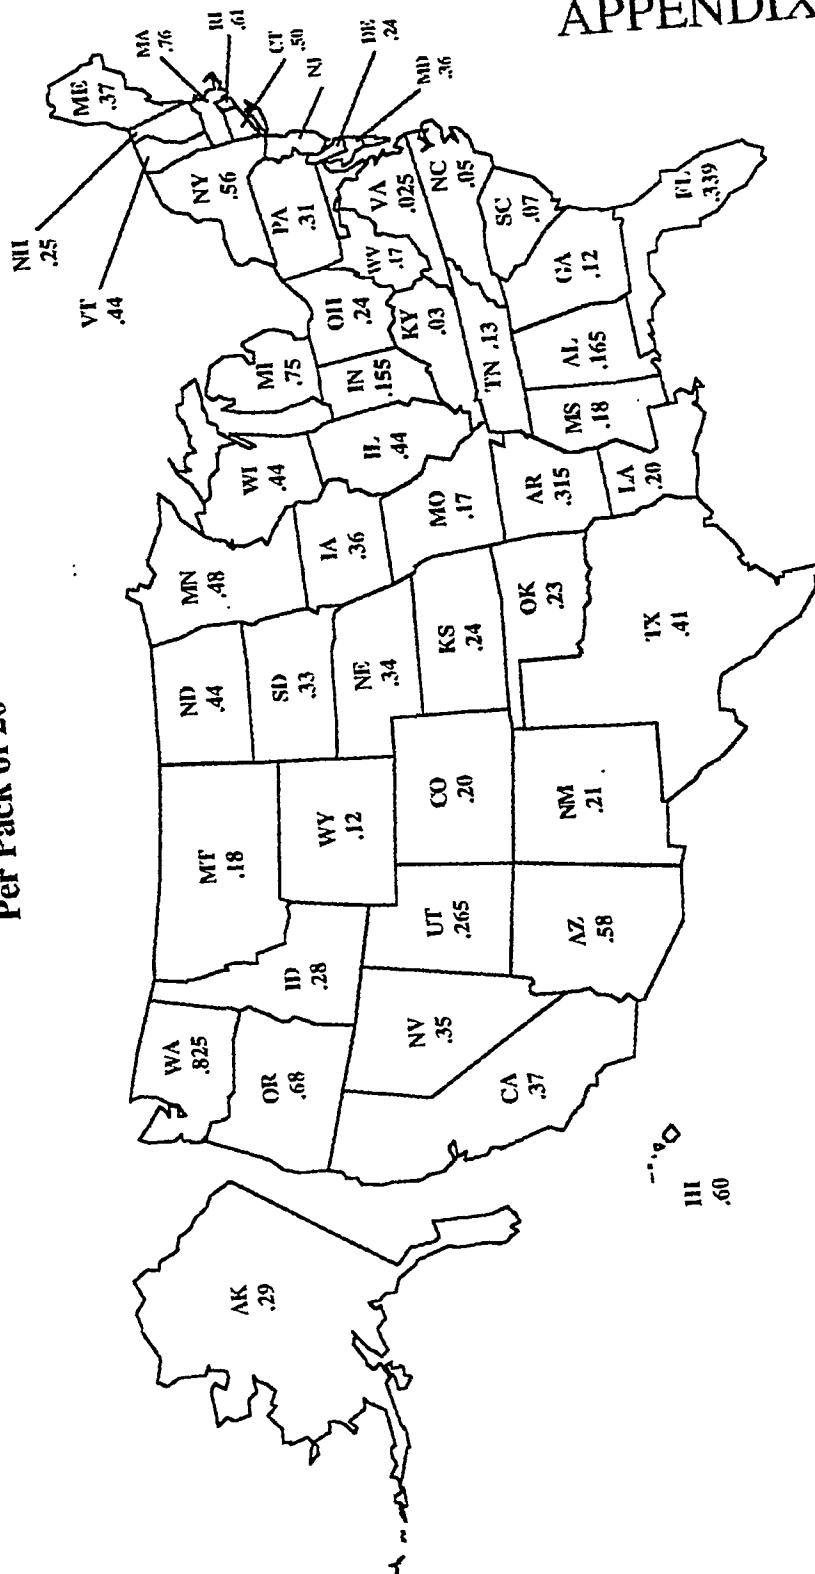 APPENDIX
Per Pack of 20
WA
.825
OR
.68
CA
.37
NV
.35
ID
.28
MT
.18
WY
.12
UT
.265
AZ
.58
CO
.20
NM
.21
ND
.44
SD
.33
NE
.34
KS
.24
OK
.23
TX
.41
MN
.48
IA
.36
MO
.17
AR
.315
LA
.20
WI
.44
IL
.44
MI
.75
IN
.155
OH
.24
KY
.03
TN .13
MS
.18
AL
.165
GA
.12
FL
.339
SC
.07
NC
.05
VA
.025
WV
.17
PA
.31
NY
.56
VT
.44
NH
.25
ME
.37
MA
.76
RI
.61
CT
.50
NJ
DE
.24
MD
.36
AK
.29
HI
.60